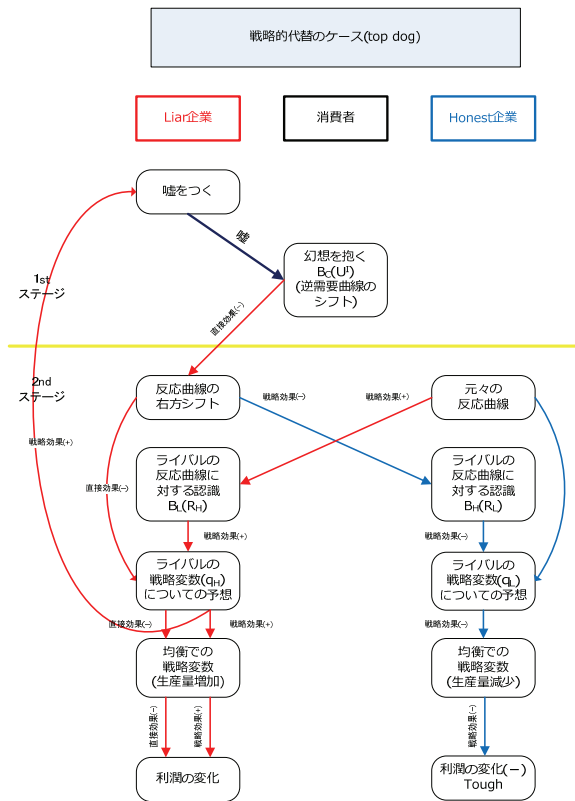 戦略的代替のケース(top dog)
Liar企業
消費者
Honest企業
嘘をつく
嘘
幻想を抱く
BC(UI)
(逆需要曲線の
シフト)
1st
ステージ
直接効果(−)
2nd
ステージ
反応曲線の
右方シフト
戦略効果(−)
戦略効果(+)
元々の
反応曲線
戦略効果(+)
ライバルの
反応曲線に
対する認識
BL(RH)
ライバルの
反応曲線に
対する認識
BH(RL)
直接効果(−)
戦略効果(+)
戦略効果(−)
ライバルの
戦略変数(qH)
についての予想
ライバルの
戦略変数(qL)
についての予想
直接効果(−)
戦略効果(+)
戦略効果(−)
均衡での
戦略変数
(生産量増加)
均衡での
戦略変数
(生産量減少)
直接効果(−)
戦略効果(+)
戦略効果(−)
利潤の変化
利潤の変化(−)
Tough